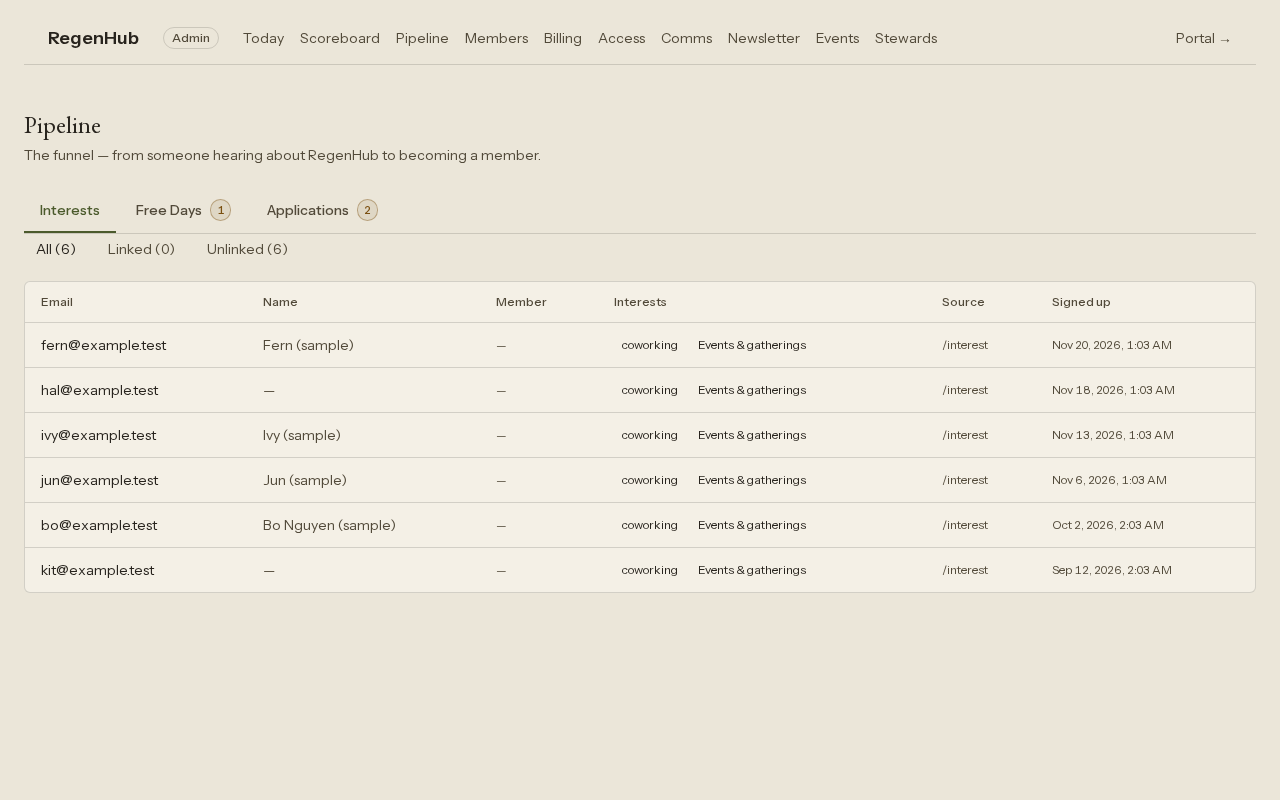 RegenHub Admin Today Scoreboard Pipeline Members Billing Access Comms Newsletter Events Stewards Portal →
Pipeline
The funnel — from someone hearing about RegenHub to becoming a member.
Interests Free Days 1 Applications 2
All (6) Linked (0) Unlinked (6)
Email Name Member Interests Source Signed up
fern@example.test Fern (sample) — coworking Events & gatherings /interest Nov 20, 2026, 1:03 AM
hal@example.test — — coworking Events & gatherings /interest Nov 18, 2026, 1:03 AM
ivy@example.test Ivy (sample) — coworking Events & gatherings /interest Nov 13, 2026, 1:03 AM
jun@example.test Jun (sample) — coworking Events & gatherings /interest Nov 6, 2026, 1:03 AM
bo@example.test Bo Nguyen (sample) — coworking Events & gatherings /interest Oct 2, 2026, 2:03 AM
kit@example.test — — coworking Events & gatherings /interest Sep 12, 2026, 2:03 AM